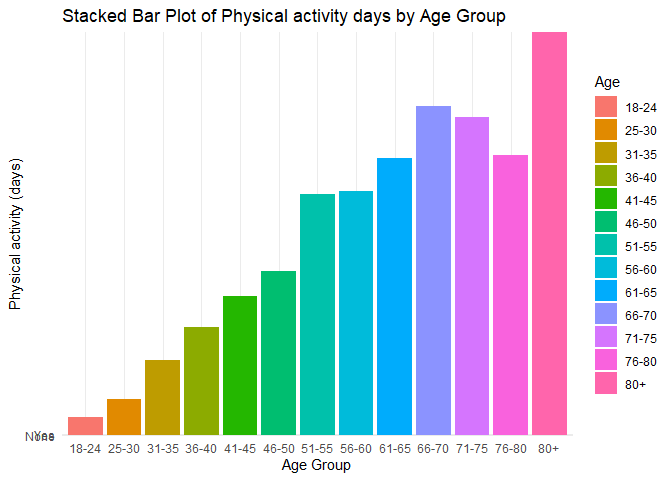 Stacked Bar Plot of Physical activity days by Age Group
Physical activity (days)
Yes
None
18-24 25-30 31-35 36-40 41-45 46-50 51-55 56-60 61-65 66-70 71-75 76-80 80+
Age Group
Age
18-24
25-30
31-35
36-40
41-45
46-50
51-55
56-60
61-65
66-70
71-75
76-80
80+